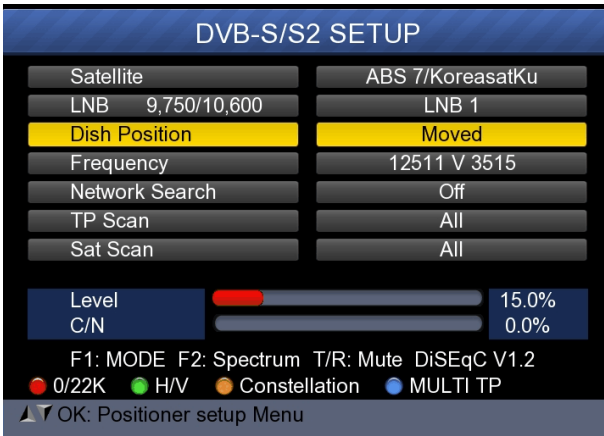 DVB-S/S2 SETUP
Satellite ABS 7/KoreasatKu
LNB 9,750/10,600 LNB 1
Dish Position Moved
Frequency 12511 V 3515
Network Search Off
TP Scan All
Sat Scan All
Level 15.0%
C/N 0.0%
F1: MODE F2: Spectrum T/R: Mute DiSEqC V1.2
0/22K H/V Constellation MULTI TP
OK: Positioner setup Menu